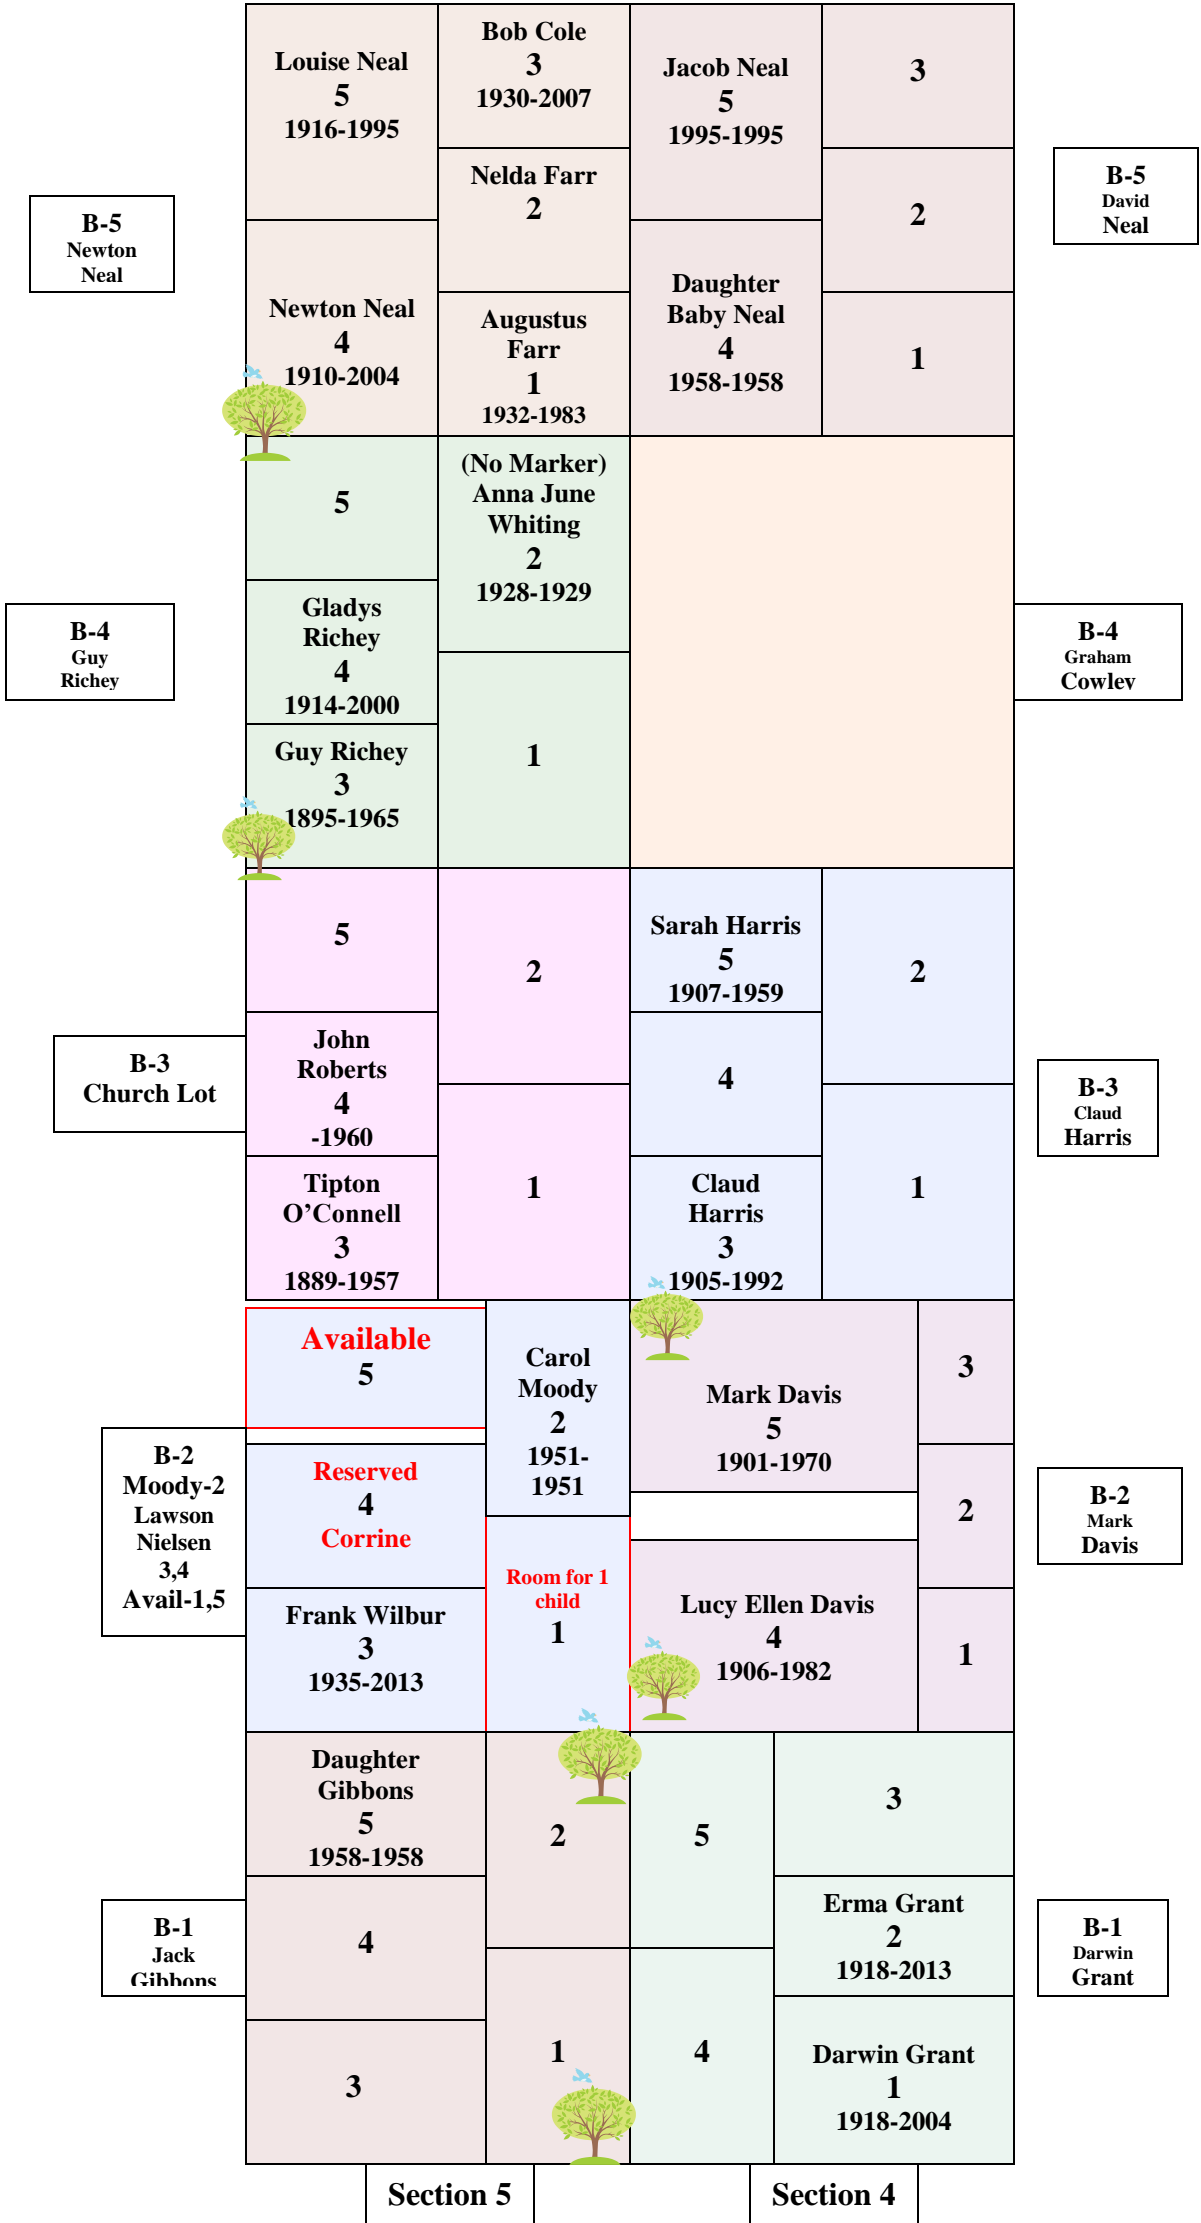 Louise Neal
5
1916-1995
Bob Cole
3
1930-2007
Jacob Neal
5
1995-1995
3
Nelda Farr
2
2
B-5
David
Neal
B-5
Newton
Neal
Newton Neal
4
1910-2004
Augustus
Farr
1
1932-1983
Daughter
Baby Neal
4
1958-1958
1
5
(No Marker)
Anna June
Whiting
2
1928-1929
B-4
Guy
Richey
Gladys
Richey
4
1914-2000
B-4
Graham
Cowley
Guy Richey
3
1895-1965
1
5
2
Sarah Harris
5
1907-1959
2
B-3
Church Lot
John
Roberts
4
-1960
4
B-3
Claud
Harris
Tipton
O’Connell
3
1889-1957
1
Claud
Harris
3
1905-1992
1
Available
5
Carol
Moody
2
1951-
1951
Mark Davis
5
1901-1970
3
B-2
Moody-2
Lawson
Nielsen
3,4
Avail-1,5
Reserved
4
Corrine
2
B-2
Mark
Davis
Frank Wilbur
3
1935-2013
Room for 1
child
1
Lucy Ellen Davis
4
1906-1982
1
Daughter
Gibbons
5
1958-1958
2
5
3
B-1
Jack
Gibbons
4
Erma Grant
2
1918-2013
B-1
Darwin
Grant
3
1
4
Darwin Grant
1
1918-2004
Section 5
Section 4